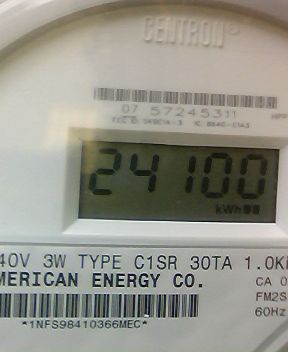 CENTRON®
07 57245311
24100
kWh
40V 3W TYPE C1SR 30TA 1.0K
MERICAN ENERGY CO.
CA 0
FM2S
60Hz
*1NFS98410366MEC*